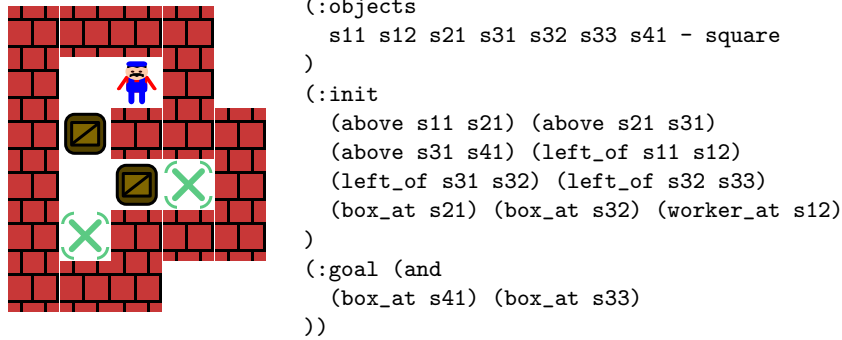 (:objects
s11 s12 s21 s31 s32 s33 s41 - square
)
(:init
(above s11 s21) (above s21 s31)
(above s31 s41) (left_of s11 s12)
(left_of s31 s32) (left_of s32 s33)
(box_at s21) (box_at s32) (worker_at s12)
)
(:goal (and
(box_at s41) (box_at s33)
))